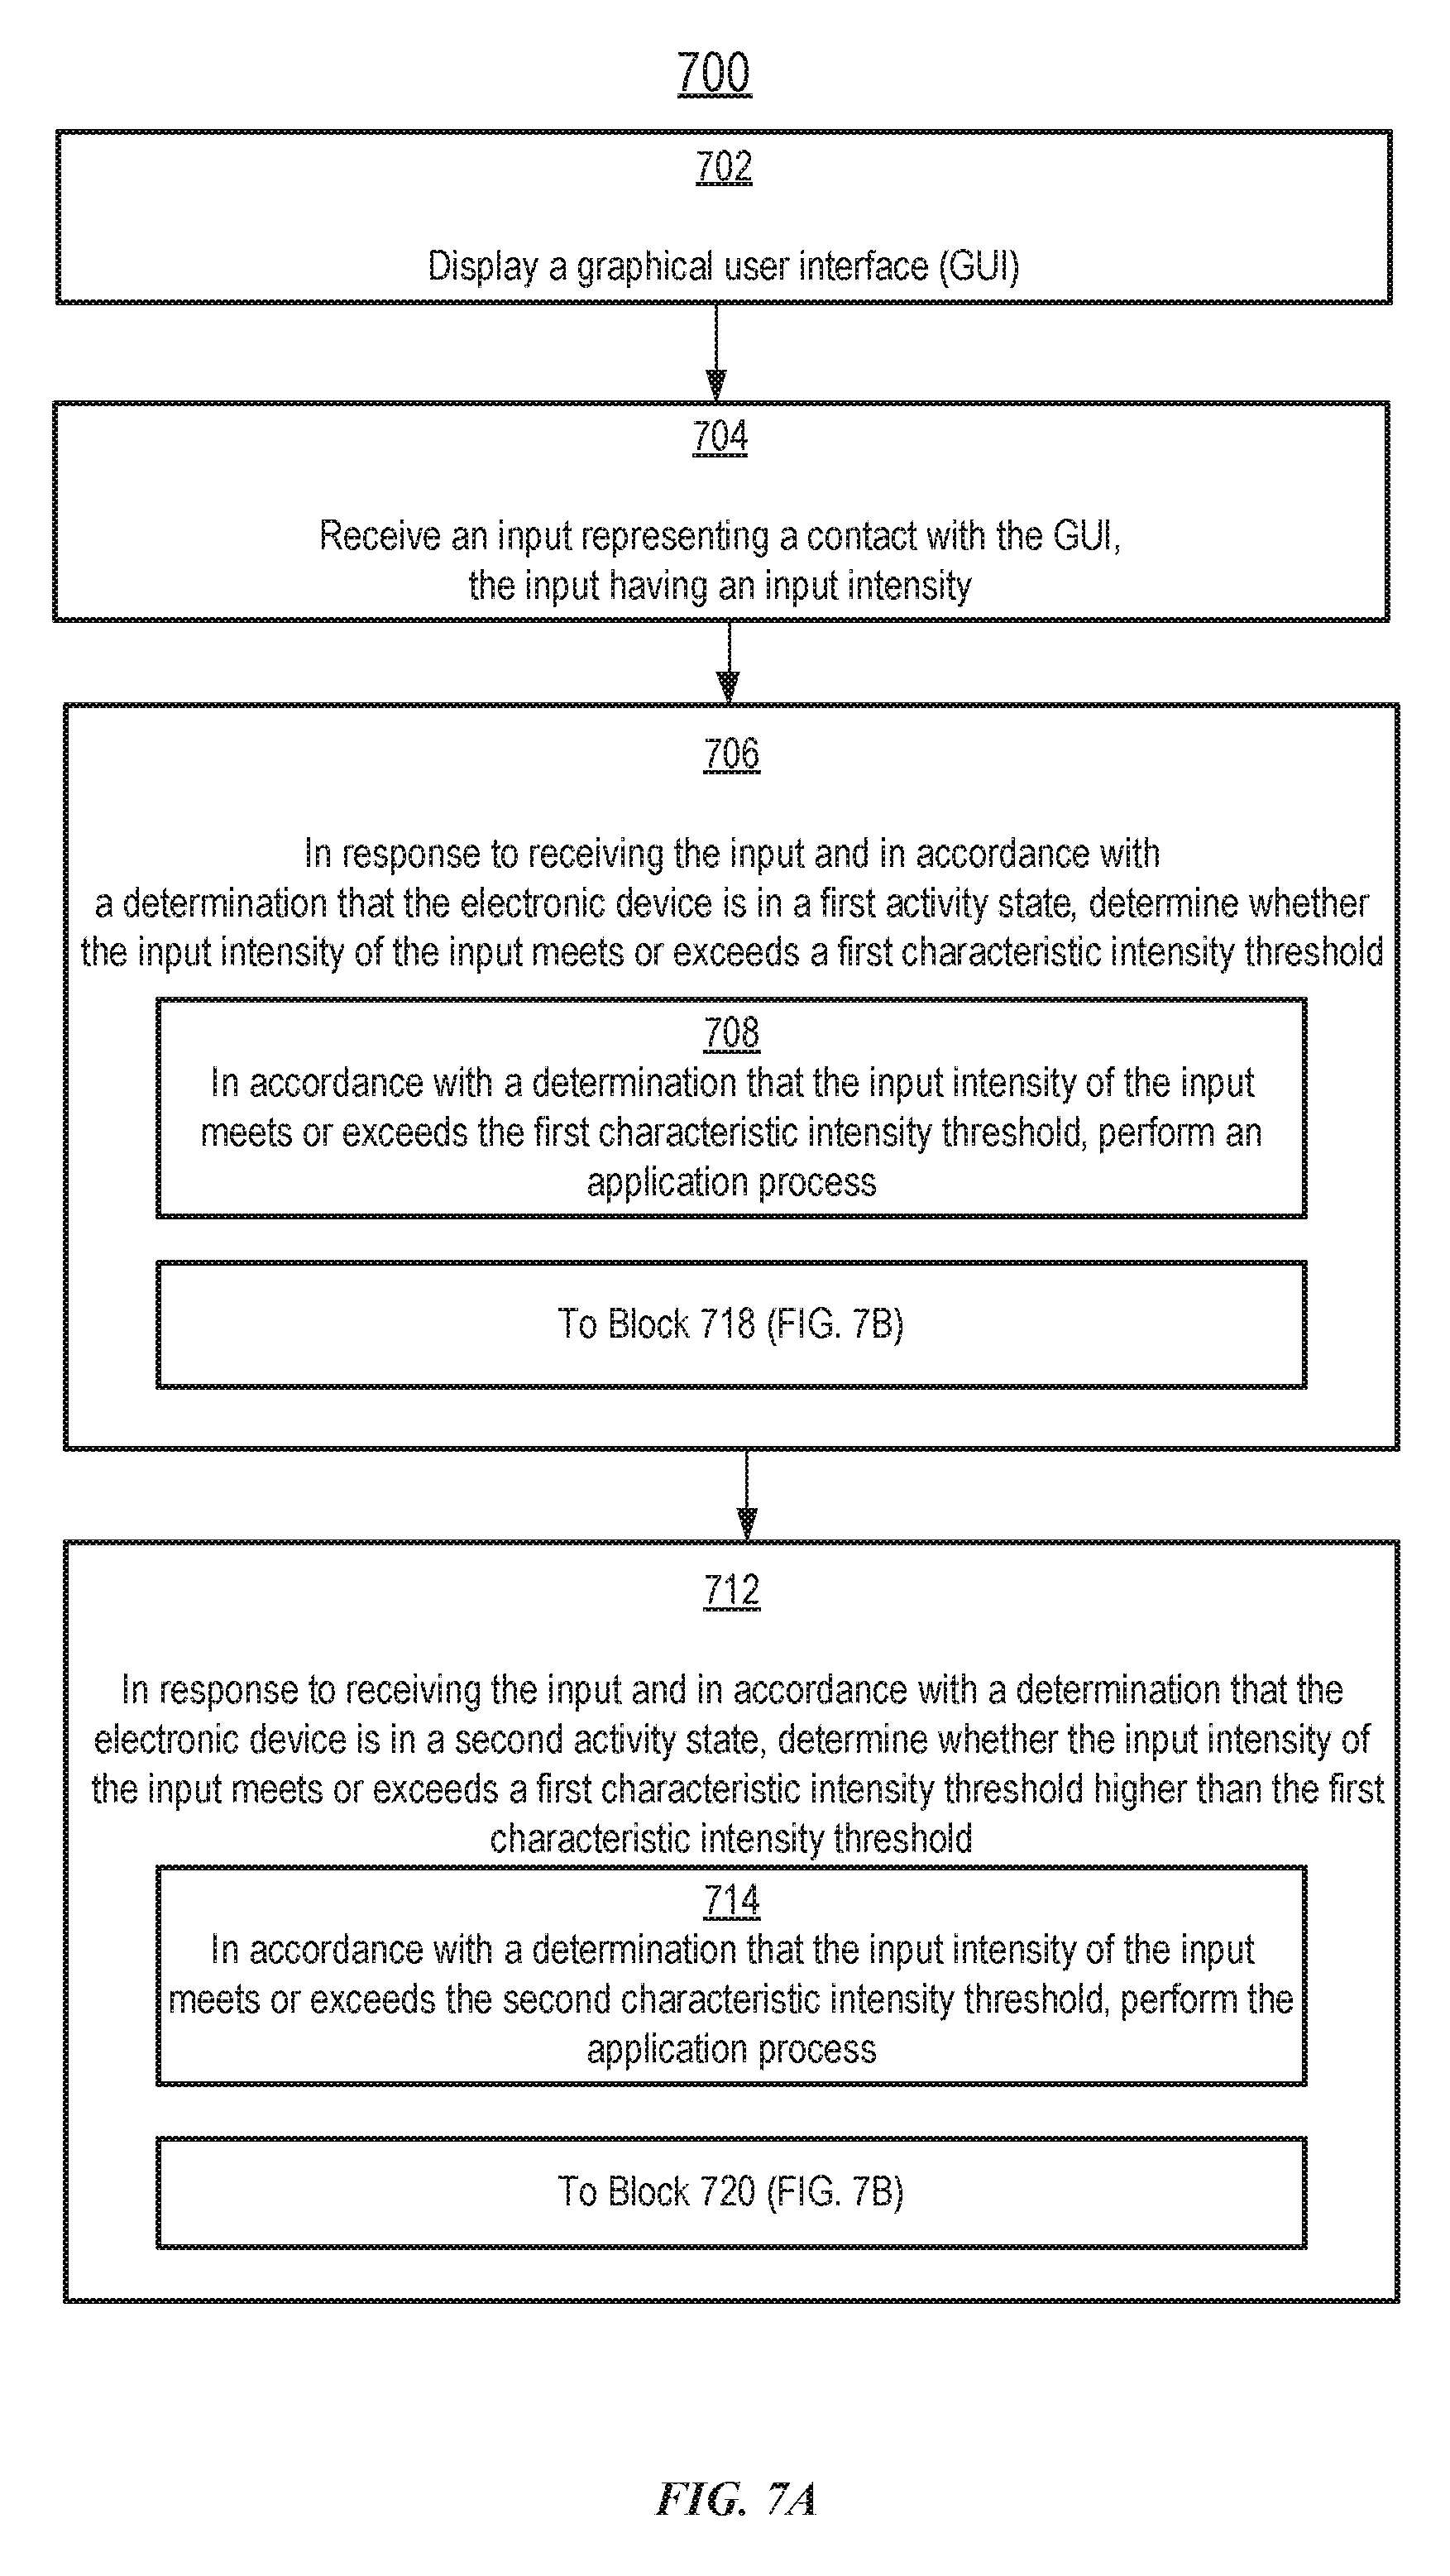 700
702
Display a graphical user interface (GUI)
704
Receive an input representing a contact with the GUI,
the input having an input intensity
706
In response to receiving the input and in accordance with
a determination that the electronic device is in a first activity state, determine whether
the input intensity of the input meets or exceeds a first characteristic intensity threshold
708
In accordance with a determination that the input intensity of the input
meets or exceeds the first characteristic intensity threshold, perform an
application process
To Block 718 (FIG. 7B)
712
In response to receiving the input and in accordance with a determination that the
electronic device is in a second activity state, determine whether the input intensity of
the input meets or exceeds a first characteristic intensity threshold higher than the first
characteristic intensity threshold
714
In accordance with a determination that the input intensity of the input
meets or exceeds the second characteristic intensity threshold, perform the
application process
To Block 720 (FIG. 7B)
FIG. 7A